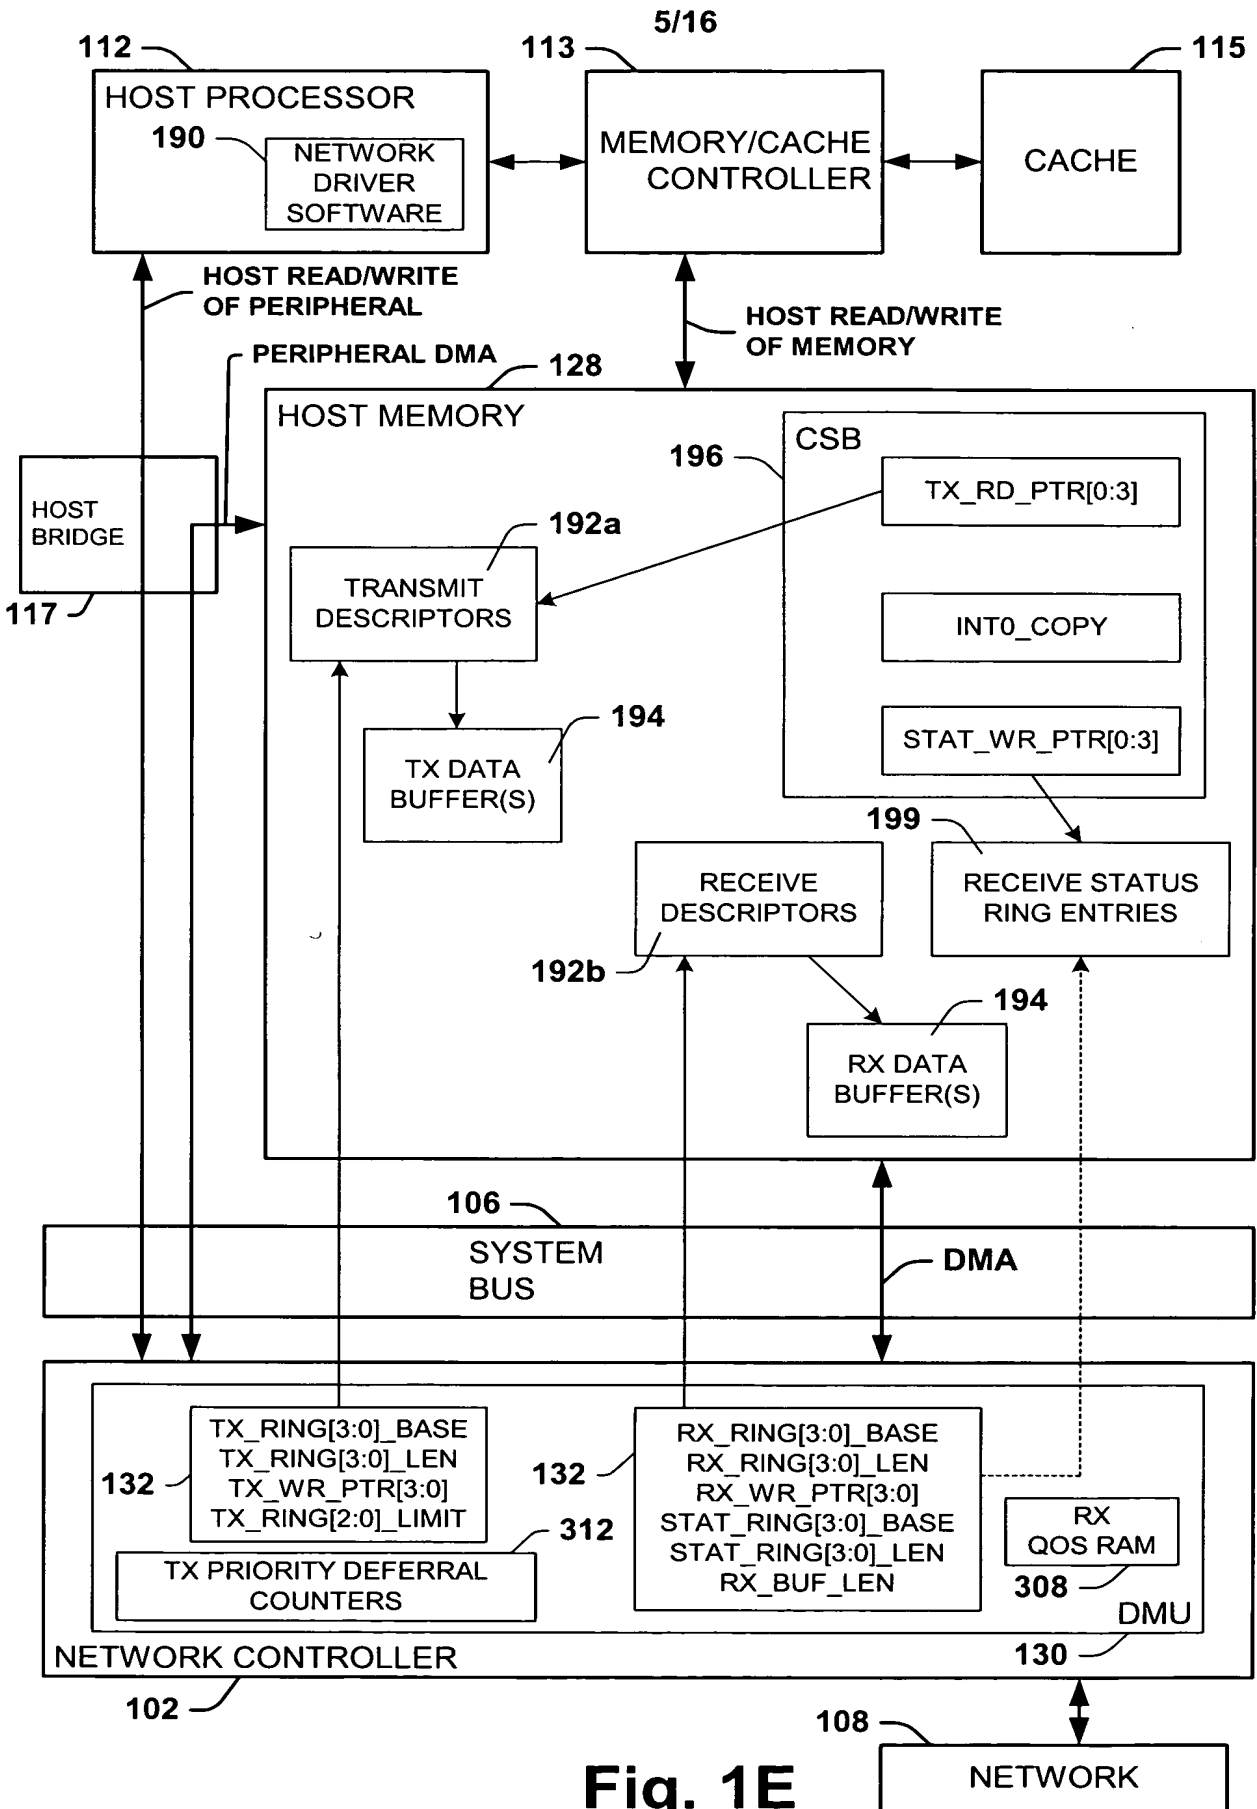 5/16
112
113
115
HOST PROCESSOR
190
NETWORK
DRIVER
SOFTWARE
MEMORY/CACHE
CONTROLLER
CACHE
HOST READ/WRITE
OF PERIPHERAL
HOST READ/WRITE
OF MEMORY
PERIPHERAL DMA
128
HOST MEMORY
CSB
196
TX_RD_PTR[0:3]
HOST
BRIDGE
117
192a
TRANSMIT
DESCRIPTORS
INT0_COPY
194
TX DATA
BUFFER(S)
STAT_WR_PTR[0:3]
199
RECEIVE
DESCRIPTORS
192b
RECEIVE STATUS
RING ENTRIES
194
RX DATA
BUFFER(S)
106
SYSTEM
BUS
DMA
TX_RING[3:0]_BASE
TX_RING[3:0]_LEN
TX_WR_PTR[3:0]
TX_RING[2:0]_LIMIT
132
312
TX PRIORITY DEFERRAL
COUNTERS
132
RX_RING[3:0]_BASE
RX_RING[3:0]_LEN
RX_WR_PTR[3:0]
STAT_RING[3:0]_BASE
STAT_RING[3:0]_LEN
RX_BUF_LEN
RX
QOS RAM
308
DMU
130
NETWORK CONTROLLER
102
108
NETWORK
Fig. 1E